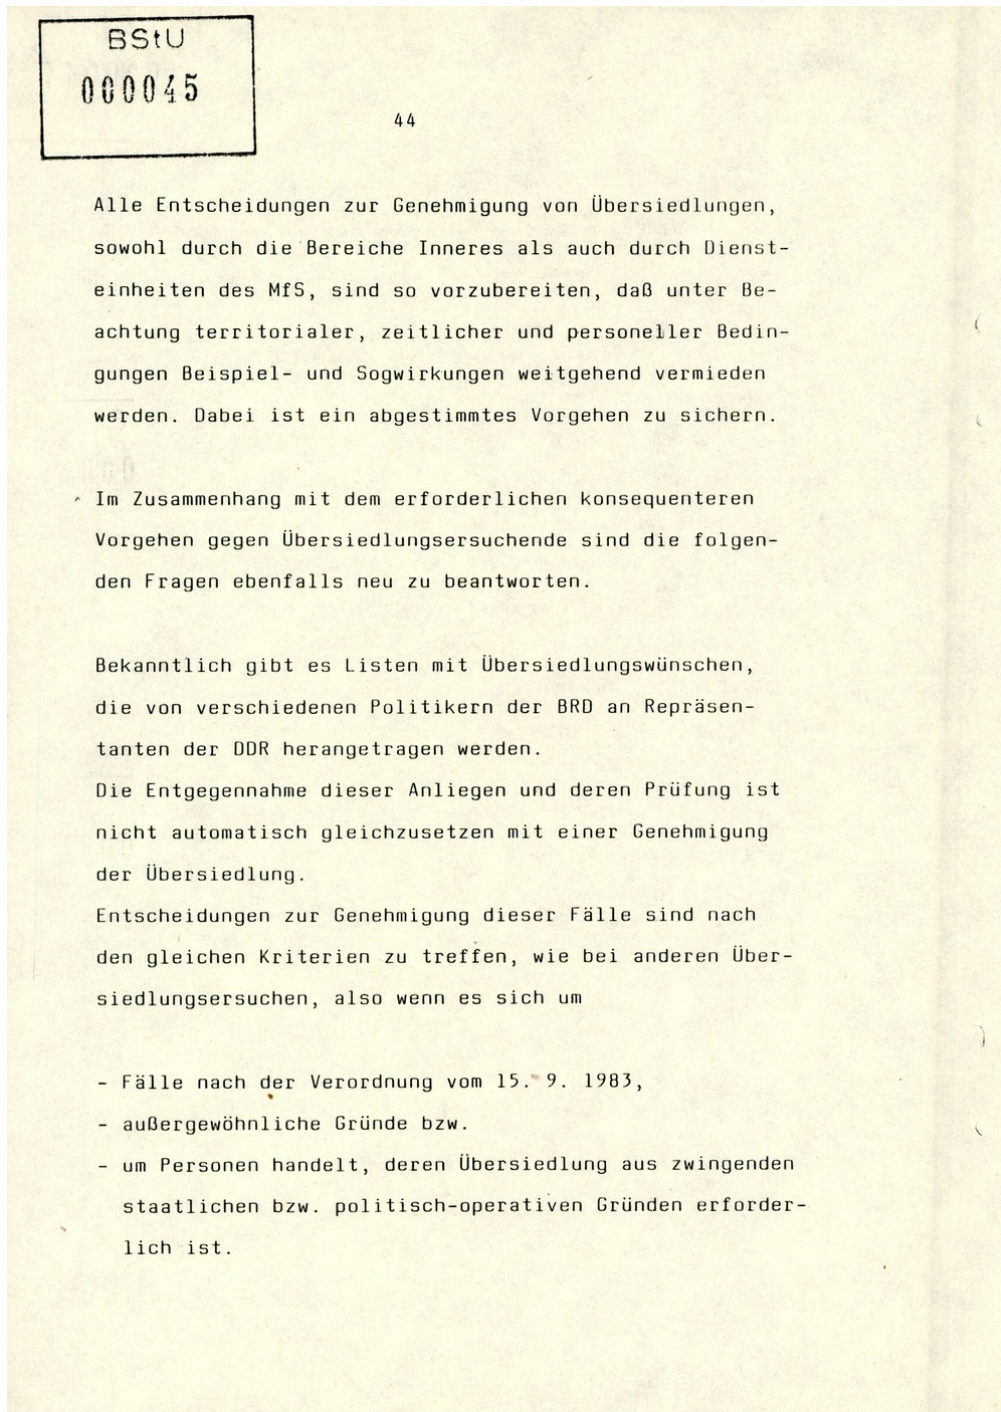 BStU
000045
44
Alle Entscheidungen zur Genehmigung von Übersiedlungen,
sowohl durch die Bereiche Inneres als auch durch Dienst-
einheiten des MfS, sind so vorzubereiten, daß unter Be-
achtung territorialer, zeitlicher und personeller Bedin-
gungen Beispiel- und Sogwirkungen weitgehend vermieden
werden. Dabei ist ein abgestimmtes Vorgehen zu sichern.
Im Zusammenhang mit dem erforderlichen konsequenteren
Vorgehen gegen Übersiedlungsersuchende sind die folgen-
den Fragen ebenfalls neu zu beantworten.
Bekanntlich gibt es Listen mit Übersiedlungswünschen,
die von verschiedenen Politikern der BRD an Repräsen-
tanten der DDR herangetragen werden.
Die Entgegennahme dieser Anliegen und deren Prüfung ist
nicht automatisch gleichzusetzen mit einer Genehmigung
der Übersiedlung.
Entscheidungen zur Genehmigung dieser Fälle sind nach
den gleichen Kriterien zu treffen, wie bei anderen Über-
siedlungsersuchen, also wenn es sich um
- Fälle nach der Verordnung vom 15. 9. 1983,
- außergewöhnliche Gründe bzw.
- um Personen handelt, deren Übersiedlung aus zwingenden
staatlichen bzw. politisch-operativen Gründen erforder-
lich ist.